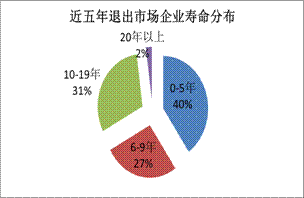 近五年退出市场企业寿命分布
20年以上
2%
10-19年
31%
0-5年
40%
6-9年
27%